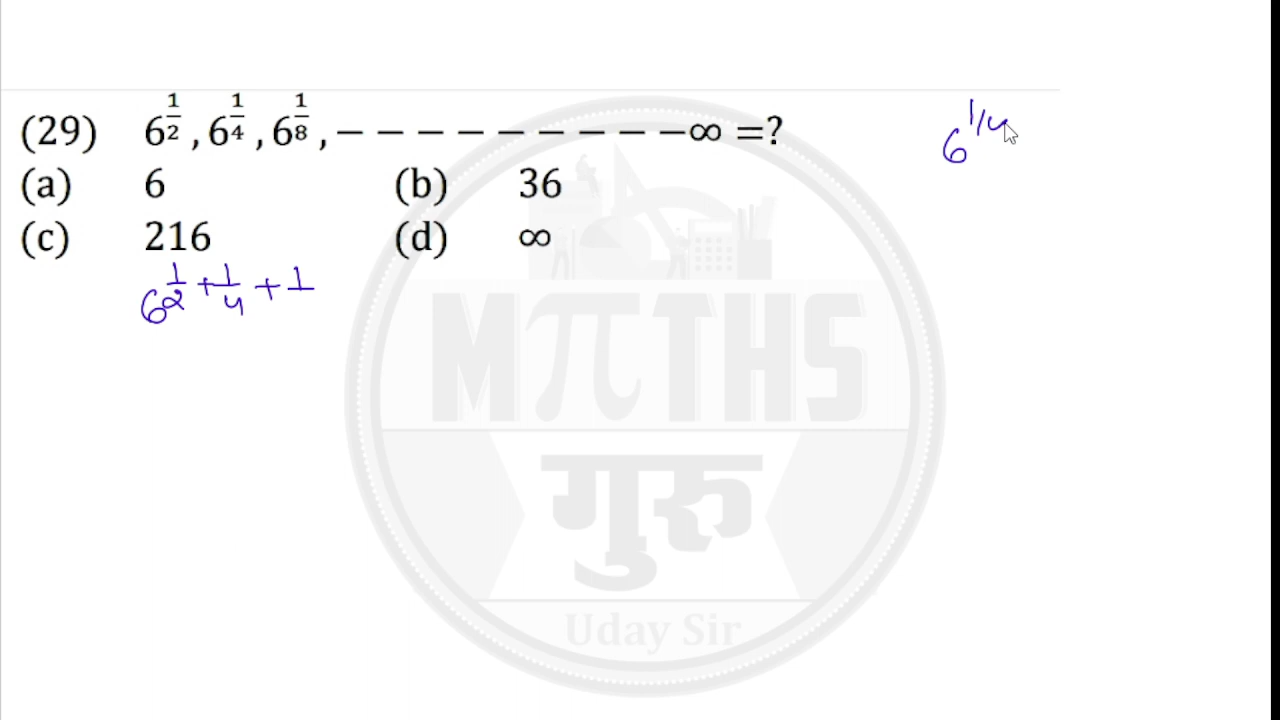 (29) 6^{1/2}, 6^{1/4}, 6^{1/8}, – – – – – – – – – ∞ =?
6^{1/4}
(a) 6 (b) 36
(c) 216 (d) ∞
6^{1/2 + 1/4 + 1}
MπTHS
गुरू
Uday Sir